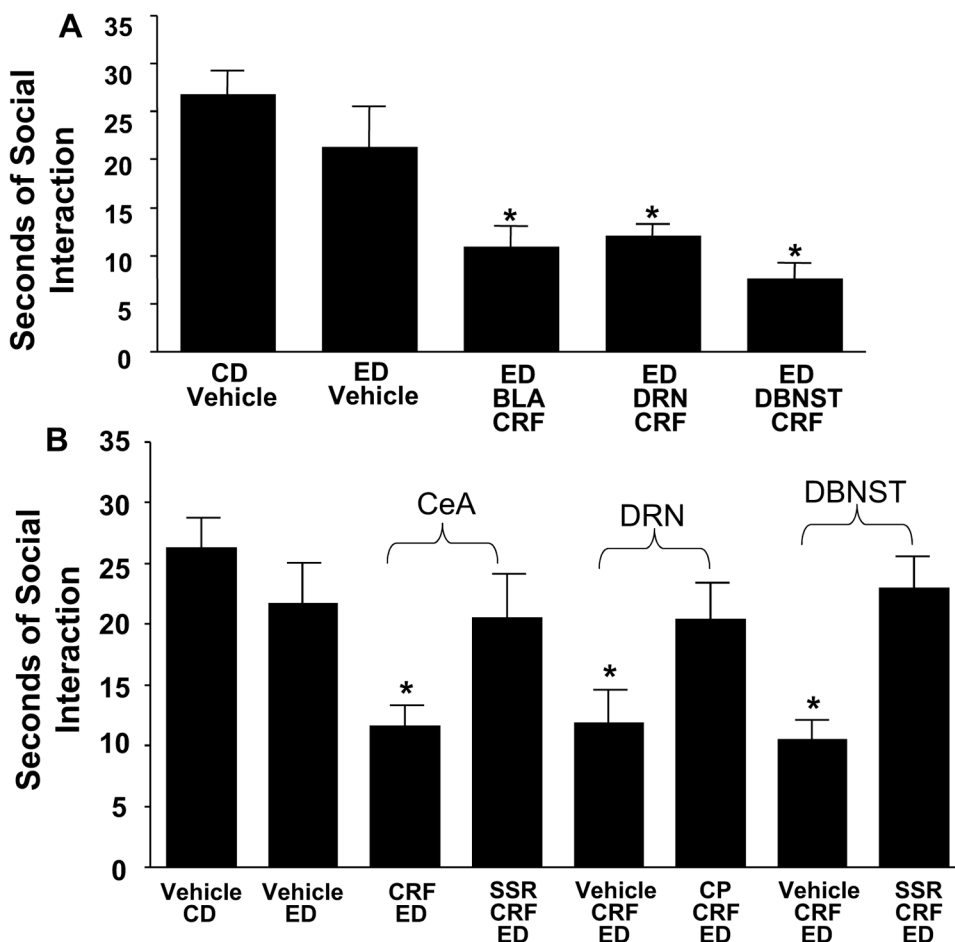 A
Seconds of Social
Interaction
35
30
25
20
15
10
5
0
*
*
*
CD
Vehicle
ED
Vehicle
ED
BLA
CRF
ED
DRN
CRF
ED
DBNST
CRF
B
Seconds of Social
Interaction
35
30
25
20
15
10
5
0
CeA
DRN
DBNST
*
*
*
Vehicle
CD
Vehicle
ED
CRF
ED
SSR
CRF
ED
Vehicle
CRF
ED
CP
CRF
ED
Vehicle
CRF
ED
SSR
CRF
ED